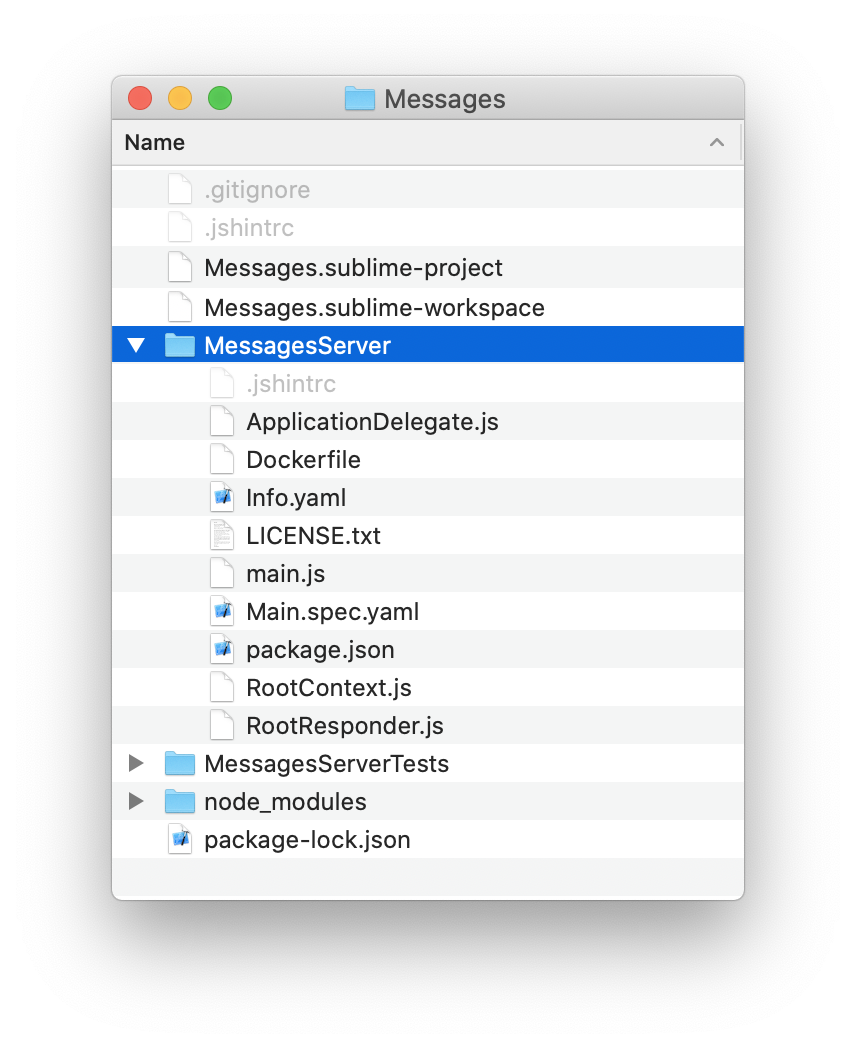 Messages
Name
.gitignore
.jshintrc
Messages.sublime-project
Messages.sublime-workspace
MessagesServer
.jshintrc
ApplicationDelegate.js
Dockerfile
Info.yaml
LICENSE.txt
main.js
Main.spec.yaml
package.json
RootContext.js
RootResponder.js
MessagesServerTests
node_modules
package-lock.json